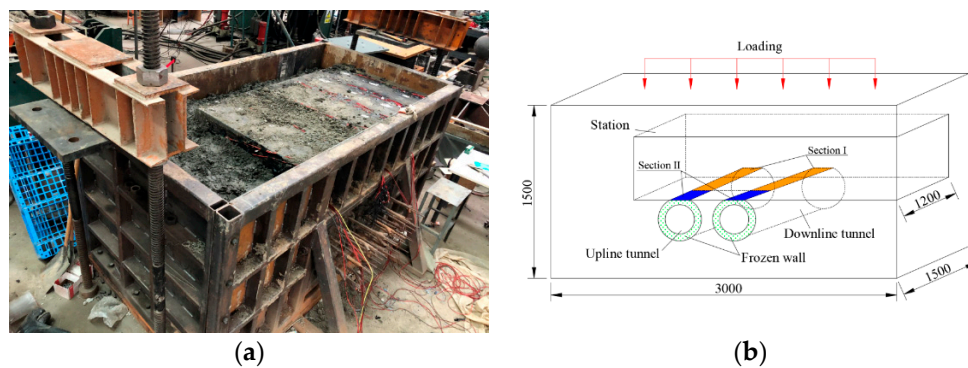 Loading
Station
Section I
Section II
1500
1200
Upline tunnel
Downline tunnel
Frozen wall
1500
3000
(a)
(b)